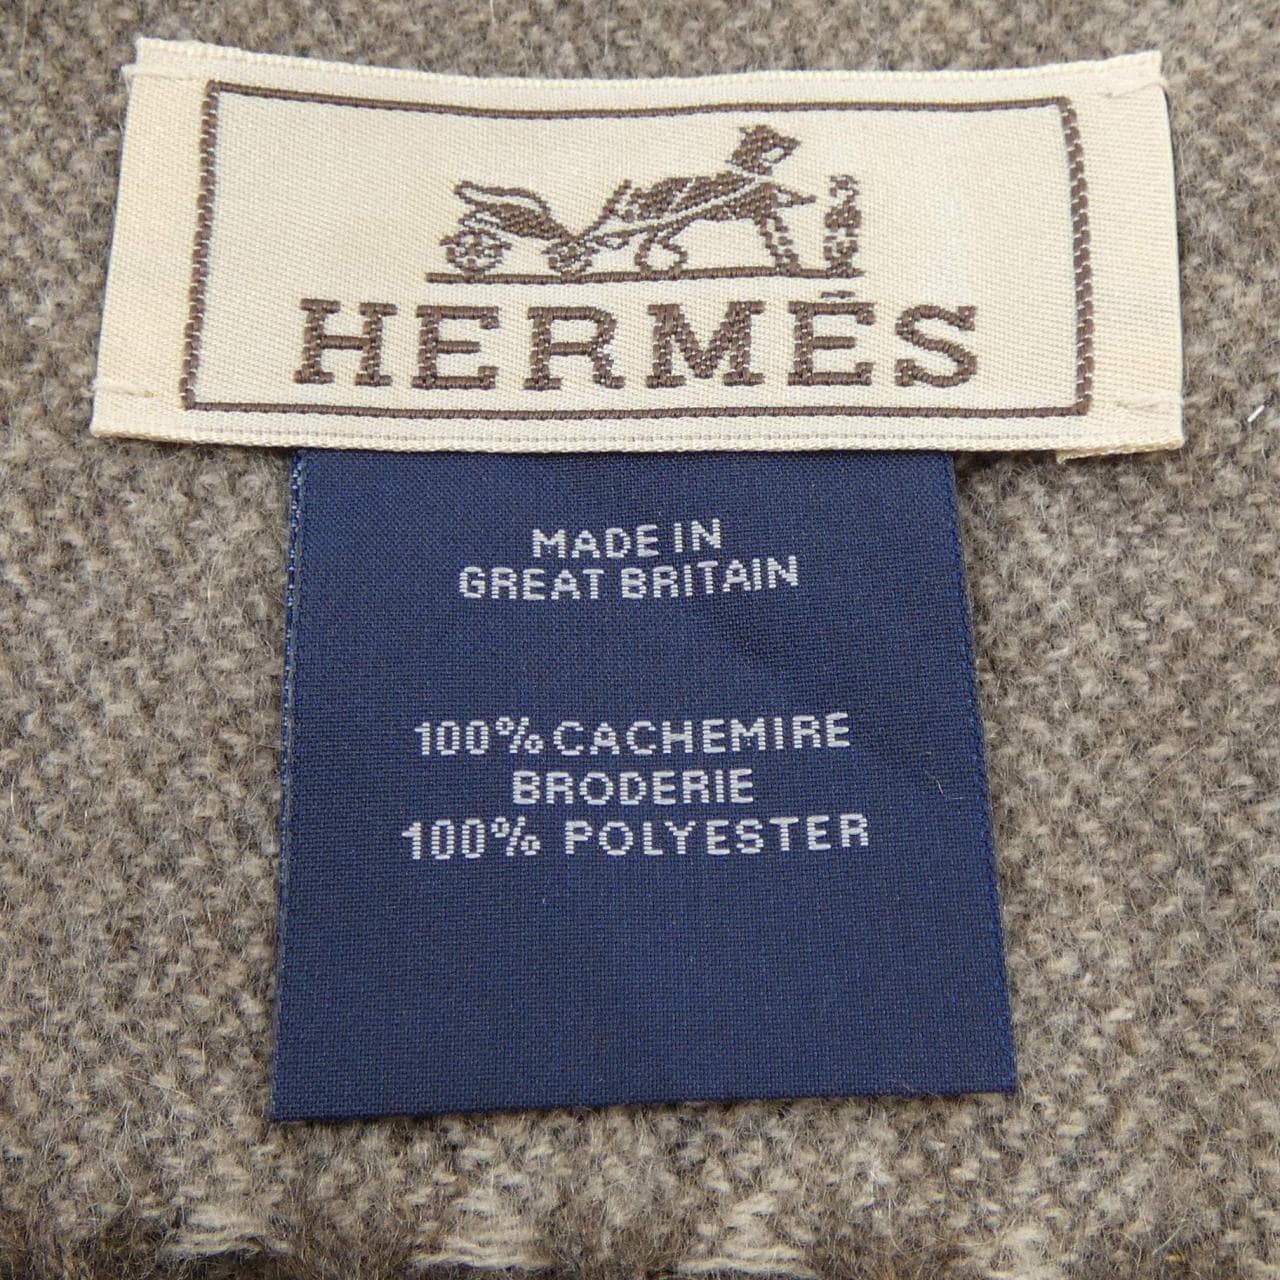 HERMÈS
MADE IN
GREAT BRITAIN
100% CACHEMIRE
BRODERIE
100% POLYESTER